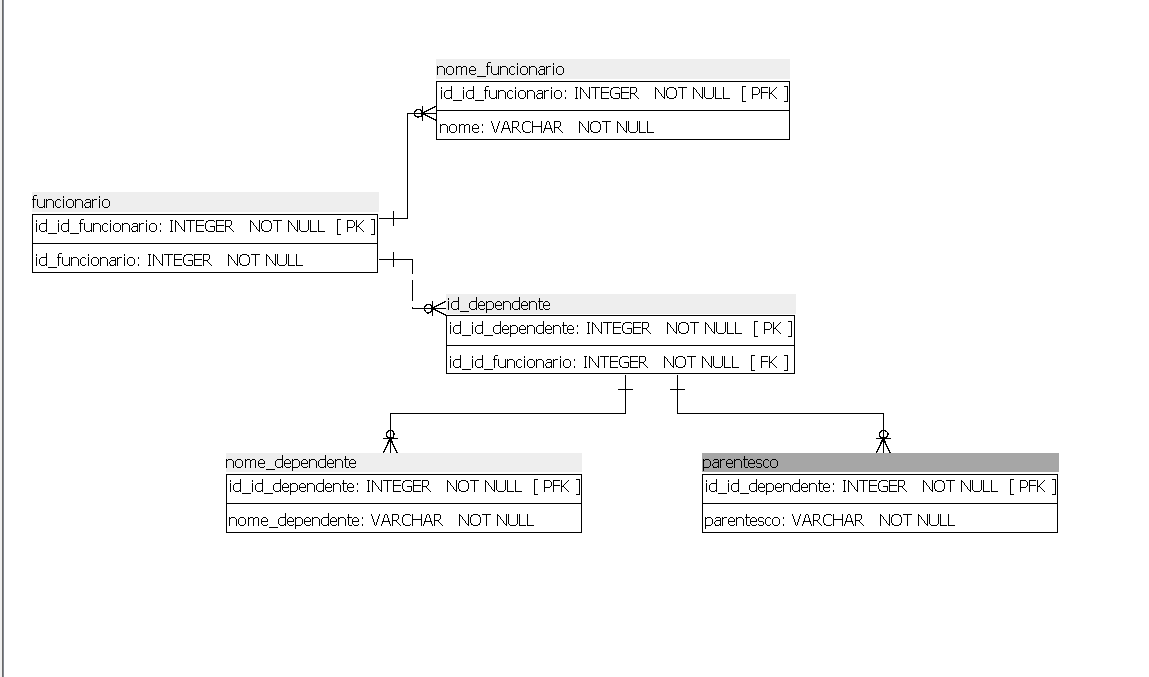 nome_funcionario
id_id_funcionario: INTEGER NOT NULL [ PFK ]
nome: VARCHAR NOT NULL
funcionario
id_id_funcionario: INTEGER NOT NULL [ PK ]
id_funcionario: INTEGER NOT NULL
id_dependente
id_id_dependente: INTEGER NOT NULL [ PK ]
id_id_funcionario: INTEGER NOT NULL [ FK ]
nome_dependente
id_id_dependente: INTEGER NOT NULL [ PFK ]
nome_dependente: VARCHAR NOT NULL
parentesco
id_id_dependente: INTEGER NOT NULL [ PFK ]
parentesco: VARCHAR NOT NULL